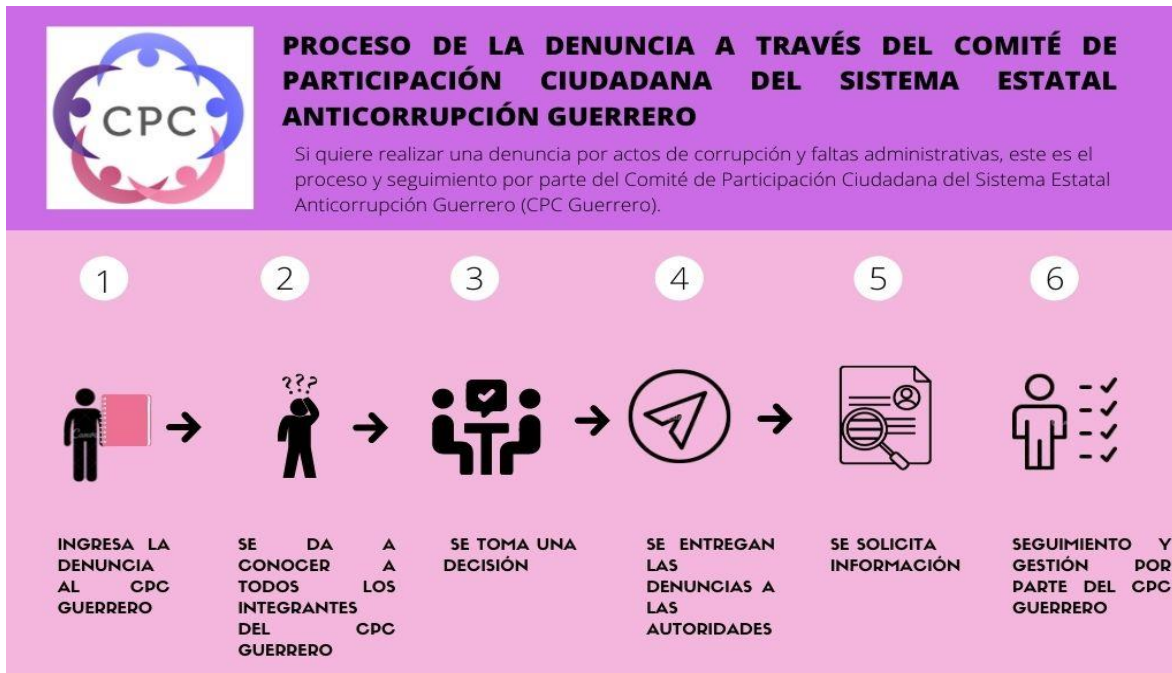 CPC
PROCESO DE LA DENUNCIA A TRAVÉS DEL COMITÉ DE
PARTICIPACIÓN CIUDADANA DEL SISTEMA ESTATAL
ANTICORRUPCIÓN GUERRERO
Si quiere realizar una denuncia por actos de corrupción y faltas administrativas, este es el
proceso y seguimiento por parte del Comité de Participación Ciudadana del Sistema Estatal
Anticorrupción Guerrero (CPC Guerrero).
1
2
3
4
5
6
???
INGRESA LA
DENUNCIA
AL CPC
GUERRERO
SE DA A
CONOCER A
TODOS LOS
INTEGRANTES
DEL CPC
GUERRERO
SE TOMA UNA
DECISIÓN
SE ENTREGAN
LAS
DENUNCIAS A
LAS
AUTORIDADES
SE SOLICITA
INFORMACIÓN
SEGUIMIENTO Y
GESTIÓN POR
PARTE DEL CPC
GUERRERO